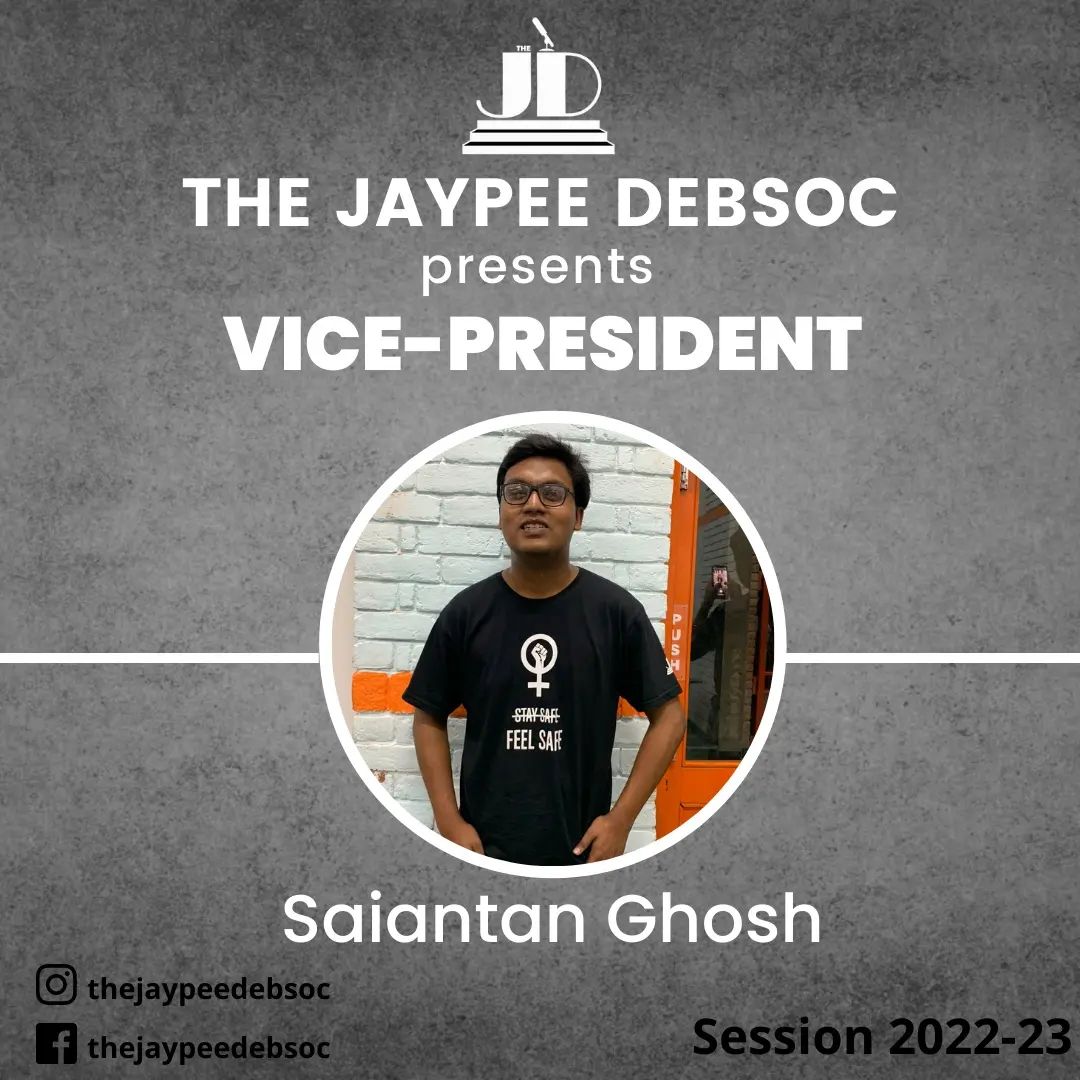 THE
JD
THE JAYPEE DEBSOC
presents
VICE-PRESIDENT
PUSH
STAY SAFE
FEEL SAFE
Saiantan Ghosh
thejaypeedebsoc
thejaypeedebsoc
Session 2022-23